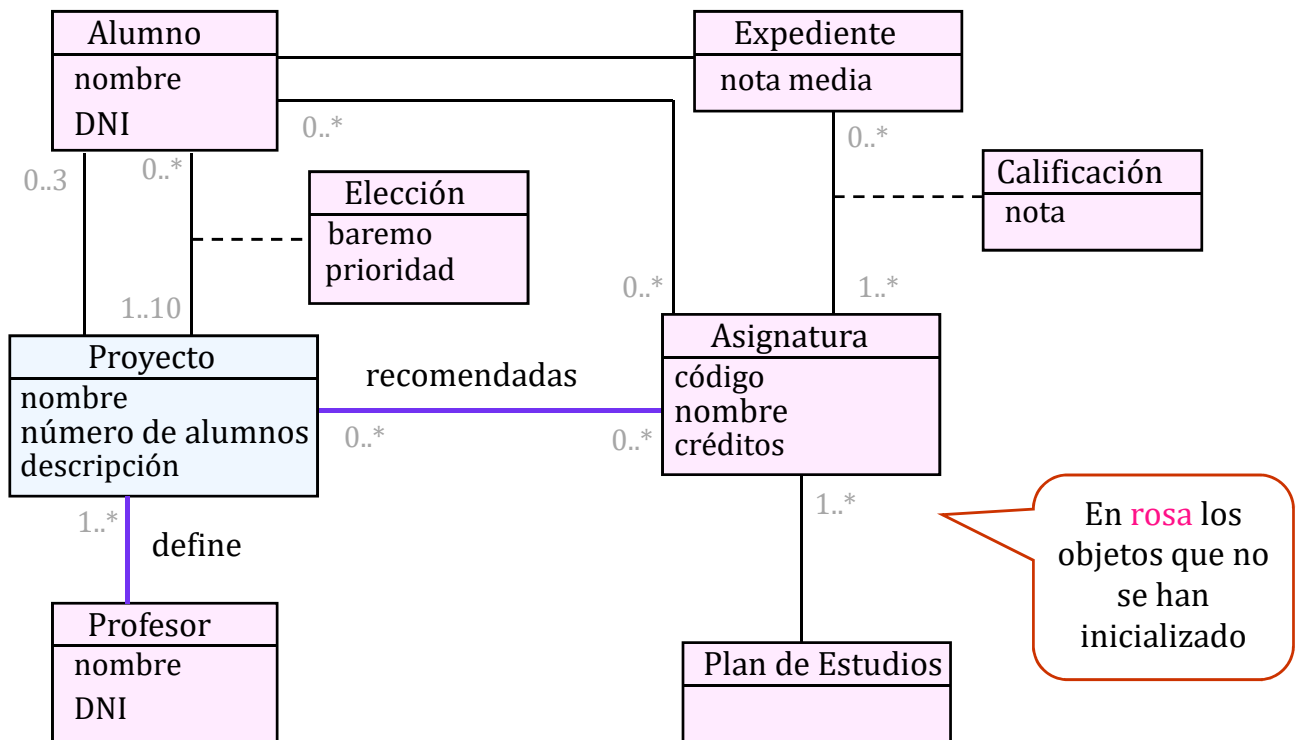 Alumno
nombre
DNI
Expediente
nota media
0..*
0..*
0..3
0..*
Calificación
nota
Elección
baremo
prioridad
0..*
1..*
1..10
Proyecto
nombre
número de alumnos
descripción
recomendadas
0..*
0..*
Asignatura
código
nombre
créditos
1..*
define
1..*
En rosa los
objetos que no
se han
inicializado
Profesor
nombre
DNI
Plan de Estudios